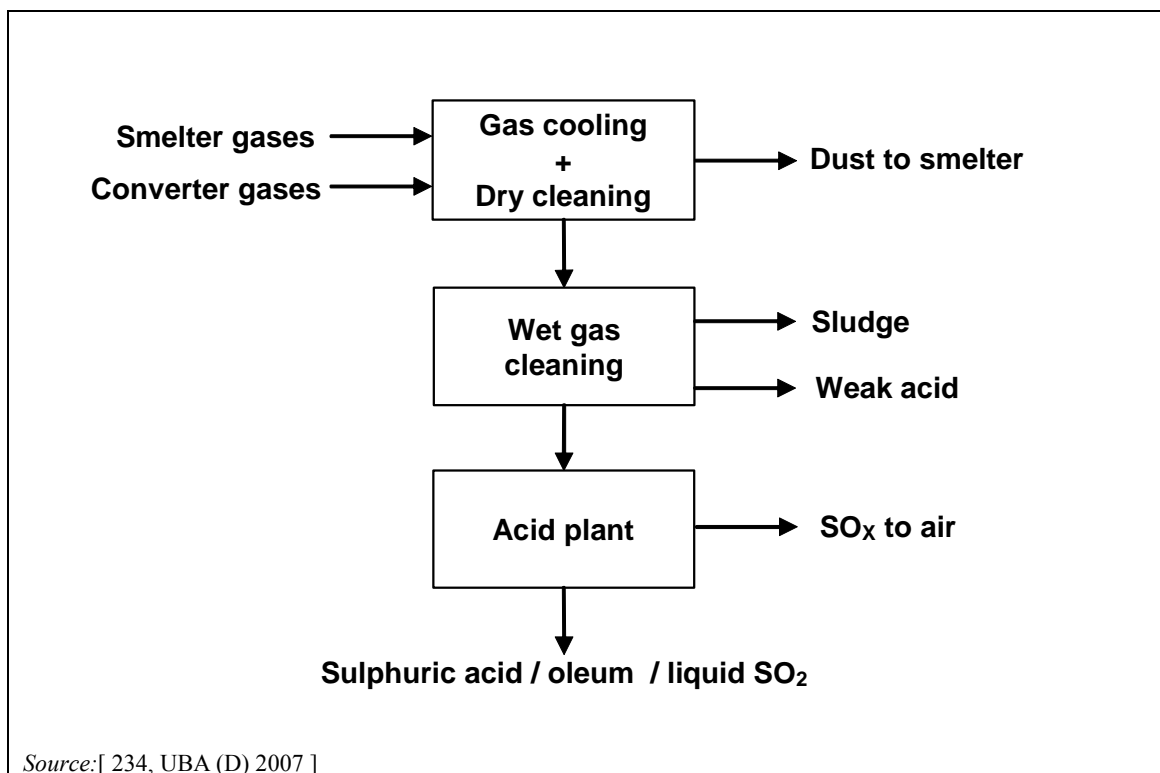 Smelter gases
Converter gases
Gas cooling
+
Dry cleaning
Dust to smelter
Wet gas
cleaning
Sludge
Weak acid
Acid plant
SOX to air
Sulphuric acid / oleum / liquid SO2
Source:[ 234, UBA (D) 2007 ]